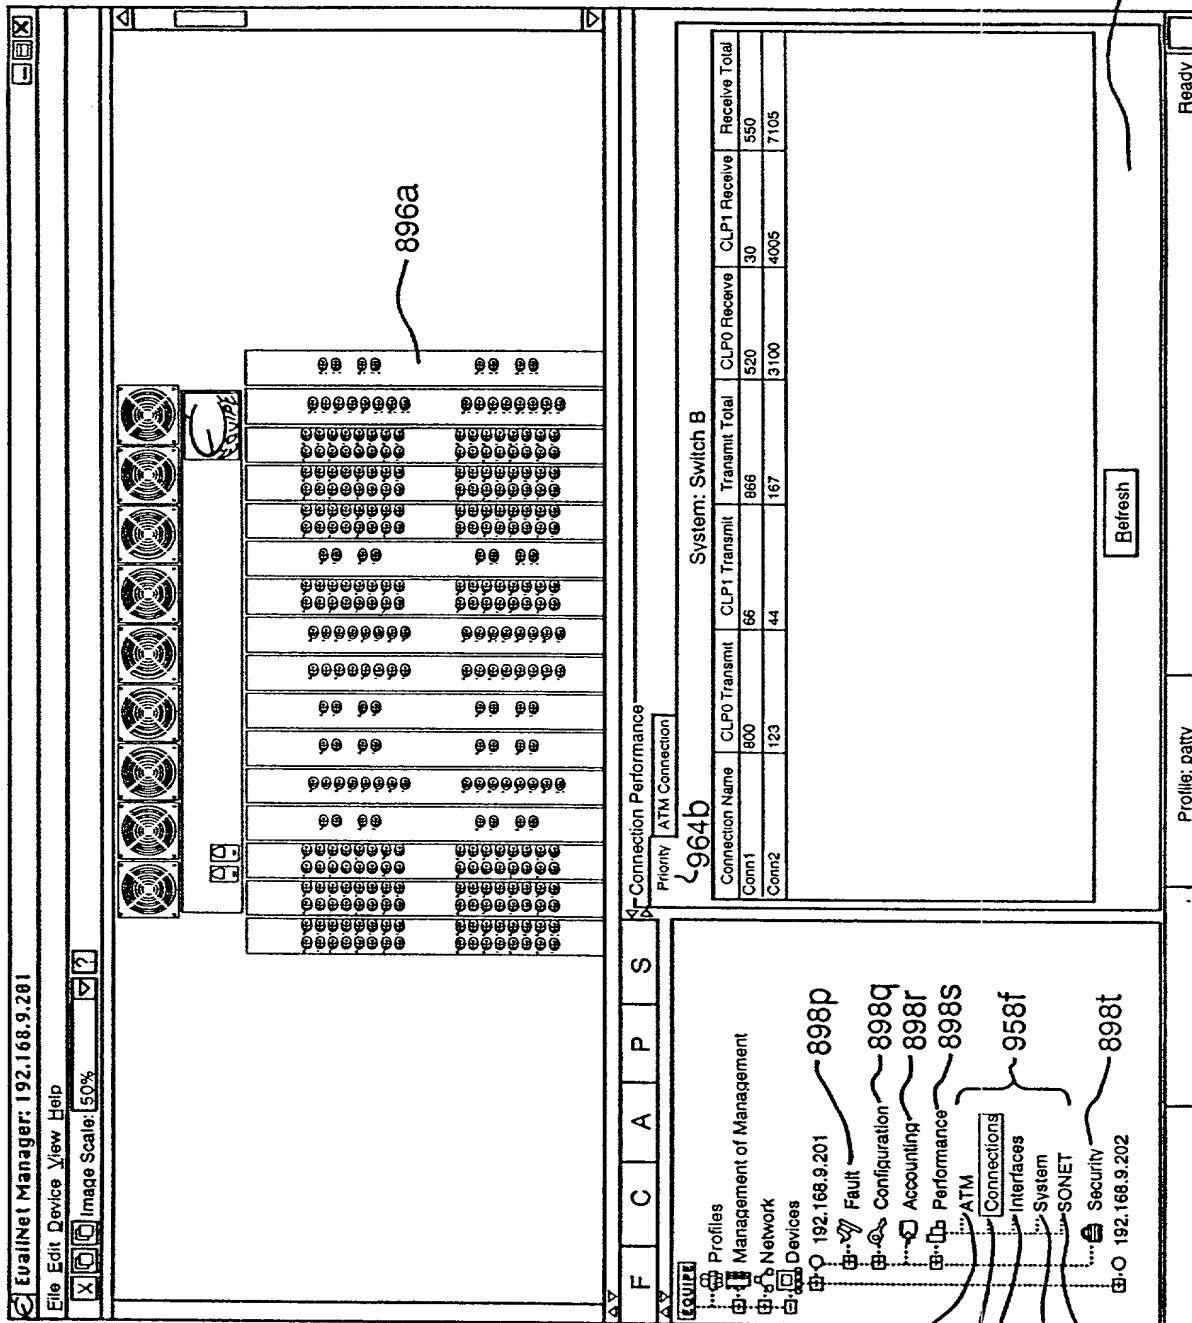 EvaliNet Manager: 192.168.9.201
File Edit Device View Help
Image Scale: 50%
?
EQUIPE
896a
F C A P S
EQUIPE
Profiles
Management of Management
Network
Devices
192.168.9.201
Fault
898p
Configuration
898q
Accounting
898r
Performance
898s
ATM
Connections
Interfaces
System
SONET
958f
Security
898t
192.168.9.202
Connection Performance
Priority ATM Connection
964b
System: Switch B
Connection Name CLP0 Transmit CLP1 Transmit Transmit Total CLP0 Receive CLP1 Receive Receive Total
Conn1 800 66 866 520 30 550
Conn2 123 44 167 3100 4005 7105
Refresh
Profile: patty
Ready